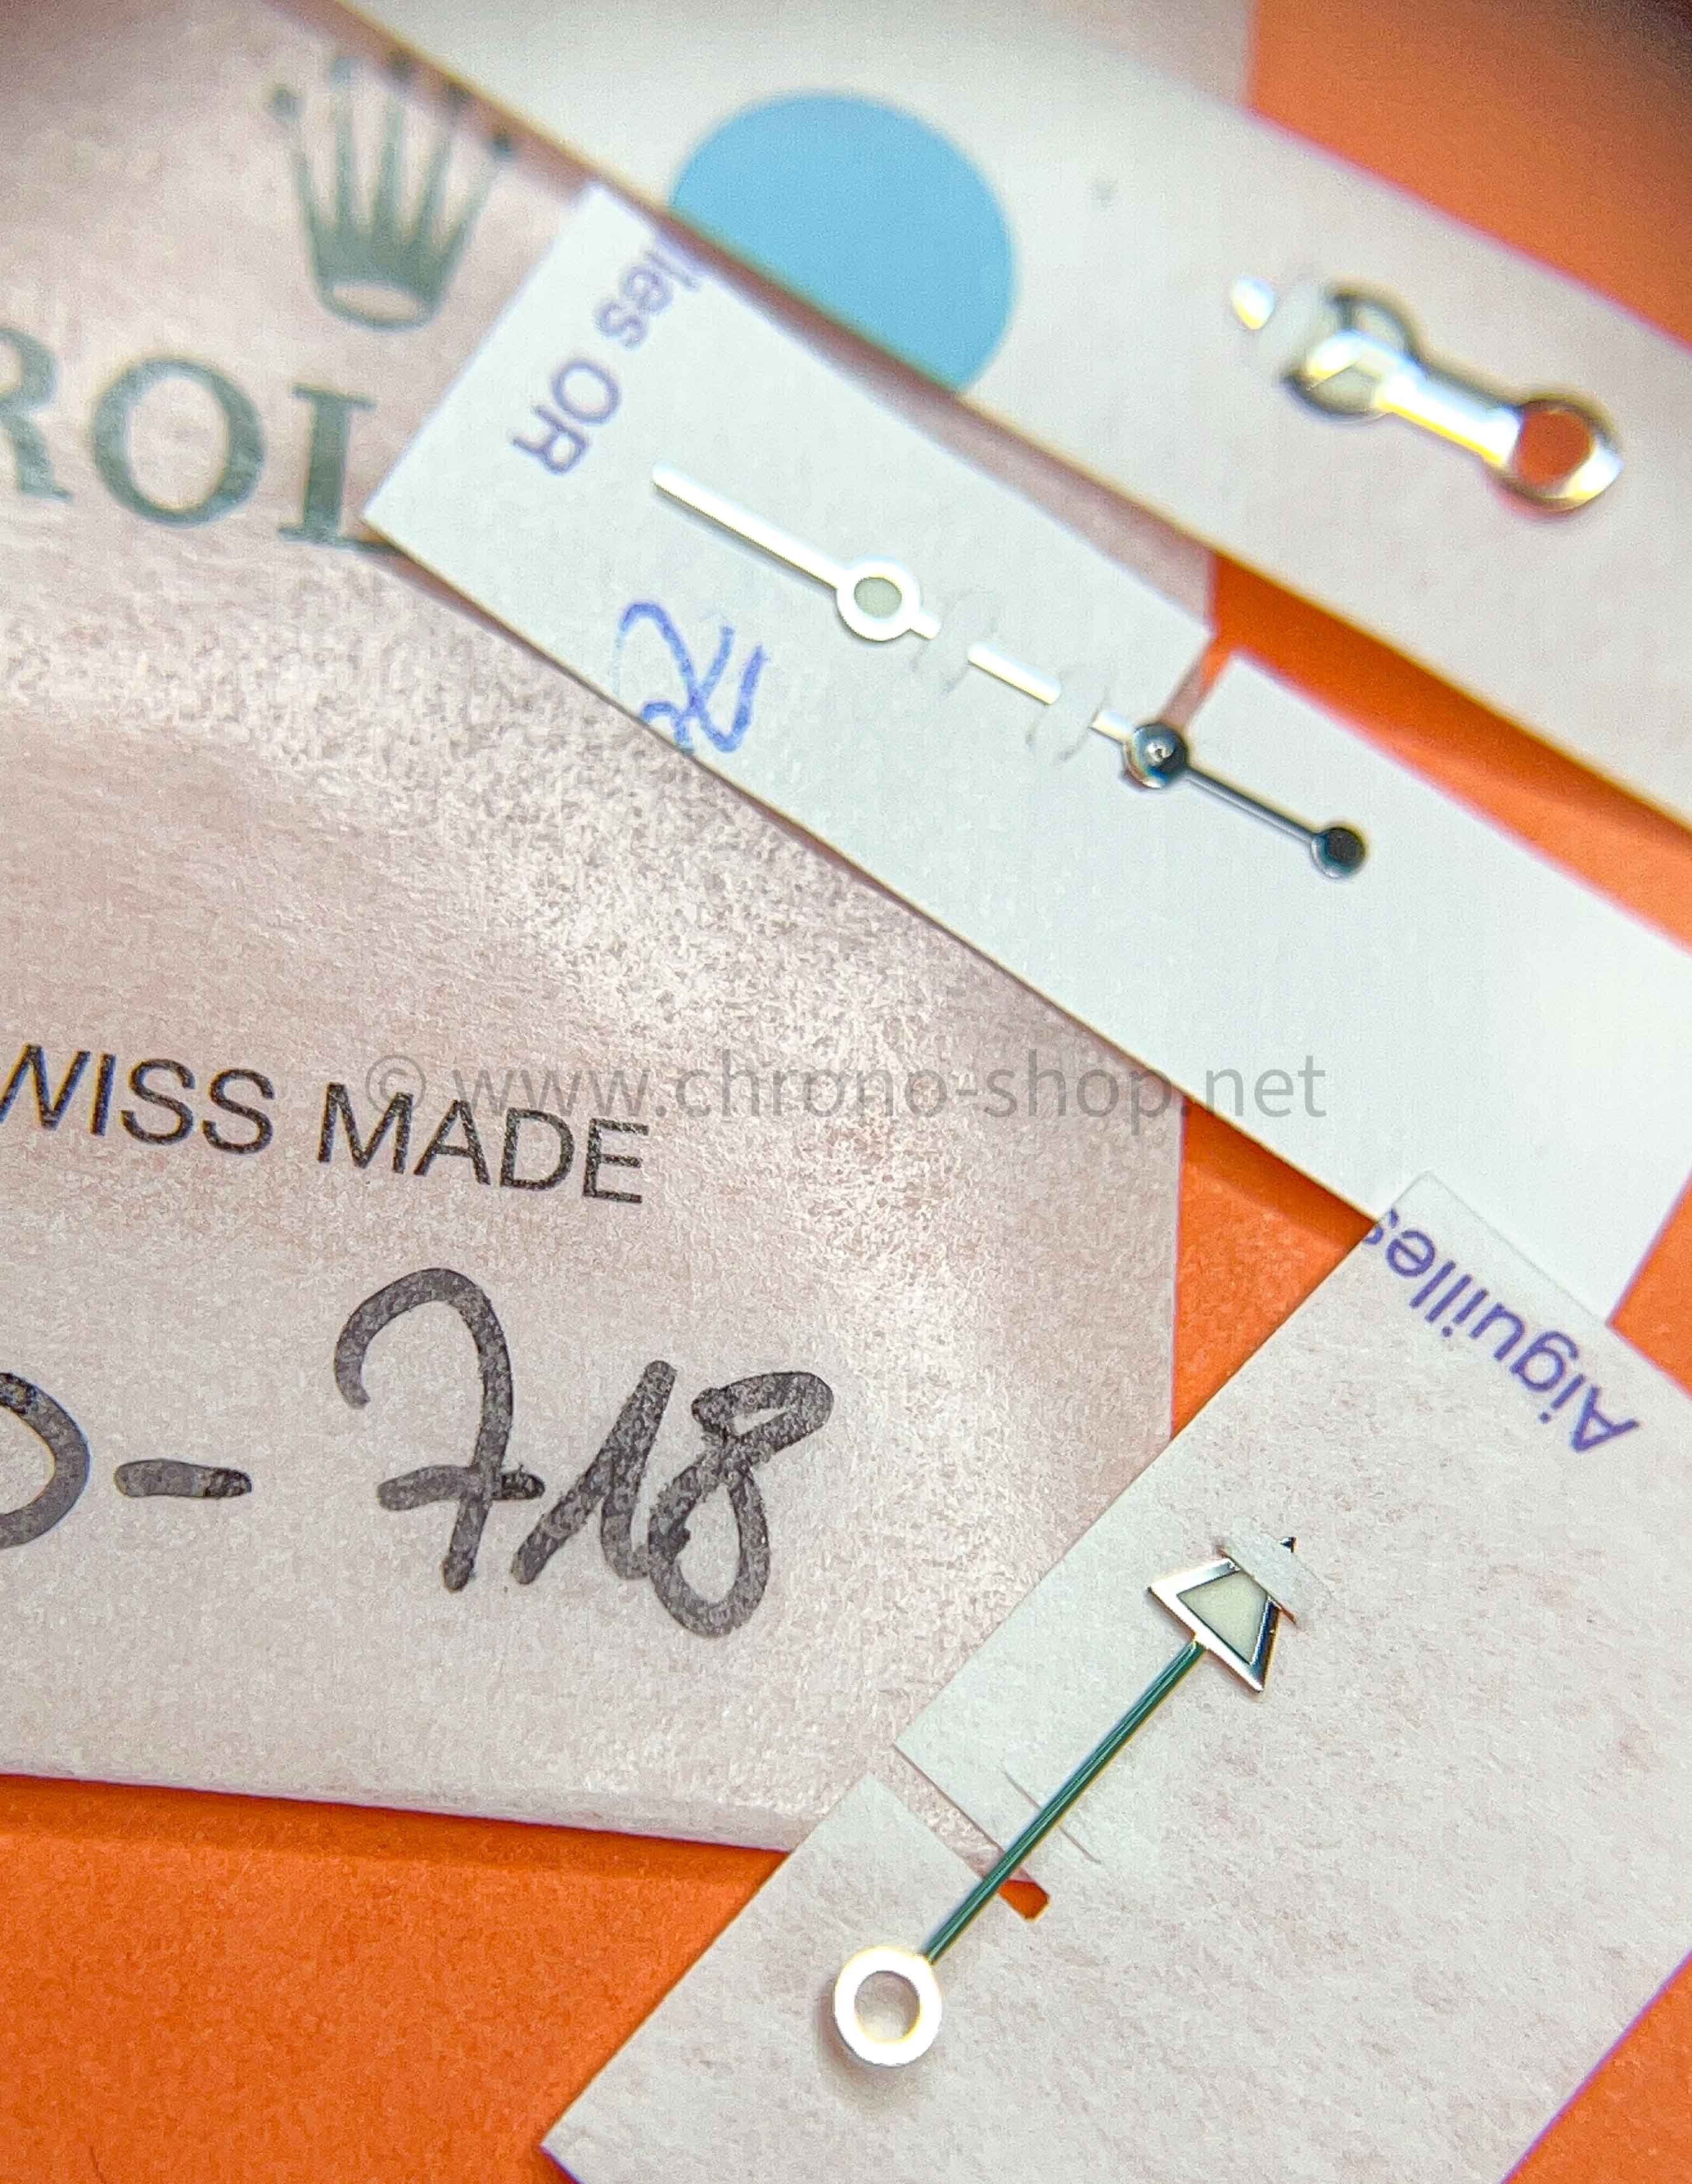 ROL
les OR
© www.chrono-shop.net
WISS MADE
- 718
Aiguilles